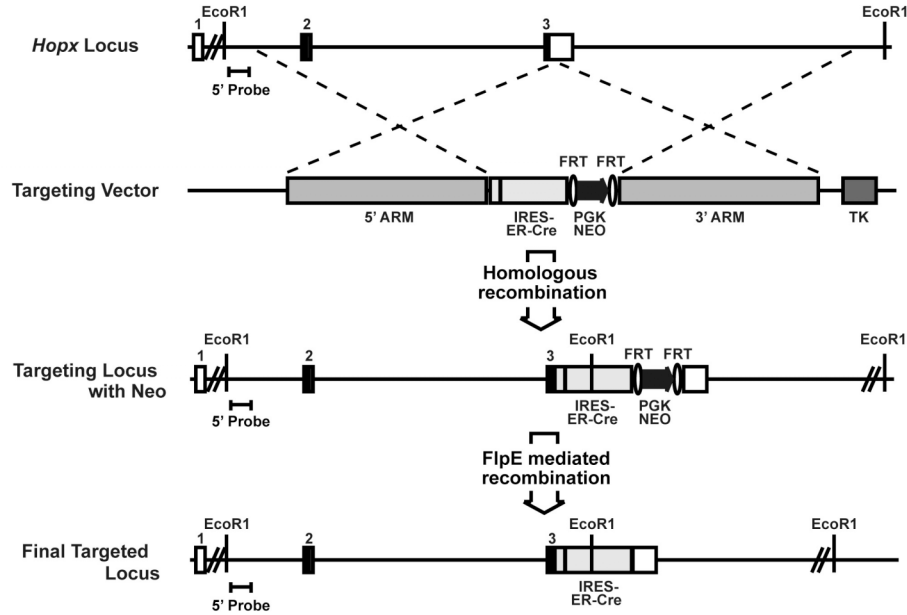 EcoR1 EcoR1
1 2 3
Hopx Locus
5' Probe
FRT FRT
Targeting Vector
5' ARM IRES- PGK 3' ARM TK
ER-Cre NEO
Homologous
recombination
EcoR1 EcoR1 EcoR1
1 2 3 FRT FRT
Targeting Locus
with Neo
5' Probe IRES- PGK
ER-Cre NEO
FlpE mediated
recombination
EcoR1 EcoR1 EcoR1
1 2 3
Final Targeted
Locus
5' Probe IRES-
ER-Cre